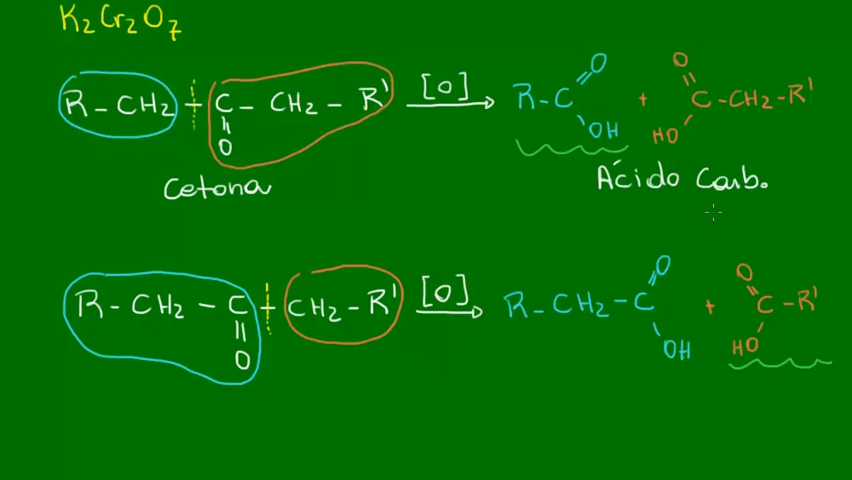 K2Cr2O7
R-CH2+C-CH2-R' [O] R-C + C-CH2-R'
O O O
OH HO
Cetona
Ácido Carb.
R-CH2-C+CH2-R' [O] R-CH2-C + C-R'
O O O
OH HO